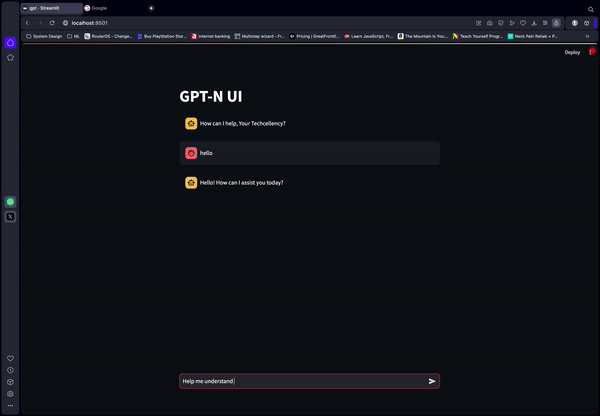 gpt · Streamlit
Google
localhost:8501
System Design
ML
RouterOS - Change...
Buy PlayStation Stor...
Internet banking
Multistep wizard - Fr...
Pricing | GreatFrontE...
Learn JavaScript, Fr...
The Mountain is You...
Teach Yourself Progr...
Neck Pain Rehab + P...
Deploy
GPT-N UI
How can I help, Your Techcellency?
hello
Hello! How can I assist you today?
Help me understand